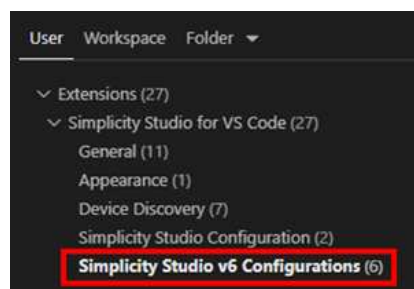 User Workspace Folder
Extensions (27)
Simplicity Studio for VS Code (27)
General (11)
Appearance (1)
Device Discovery (7)
Simplicity Studio Configuration (2)
Simplicity Studio v6 Configurations (6)